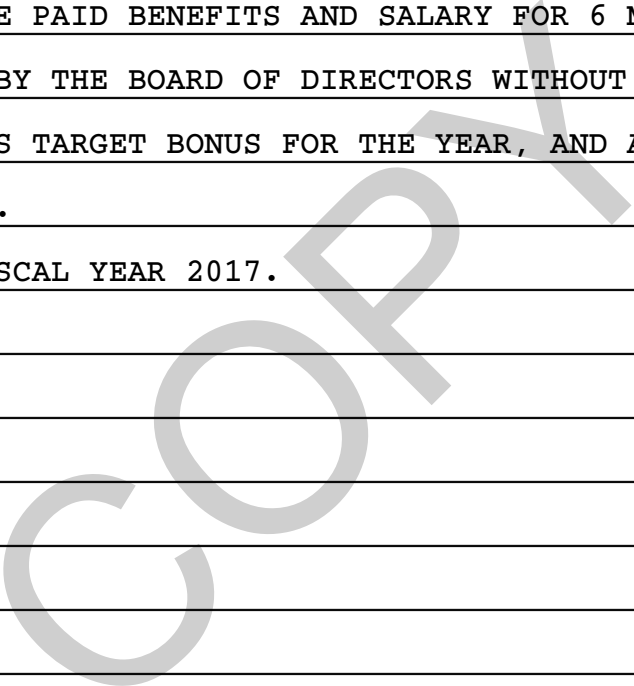 E PAID BENEFITS AND SALARY FOR 6 M
BY THE BOARD OF DIRECTORS WITHOUT
S TARGET BONUS FOR THE YEAR, AND A
.
SCAL YEAR 2017.
COPY